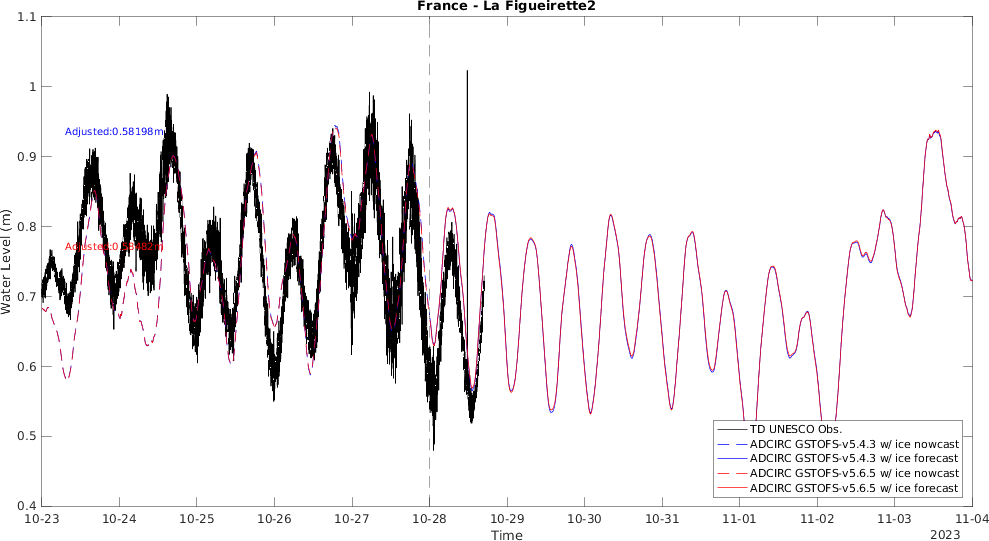 France - La Figueirette2
1.1
1
0.9
0.8
0.7
0.6
0.5
0.4
Water Level (m)
Adjusted:0.58198m
10-23
10-24
10-25
10-26
10-27
10-28
10-29
10-30
10-31
11-01
11-02
11-03
11-04
Time
2023
TD UNESCO Obs.
ADCIRC GSTOFS-v5.4.3 w/ ice nowcast
ADCIRC GSTOFS-v5.4.3 w/ ice forecast
ADCIRC GSTOFS-v5.6.5 w/ ice nowcast
ADCIRC GSTOFS-v5.6.5 w/ ice forecast